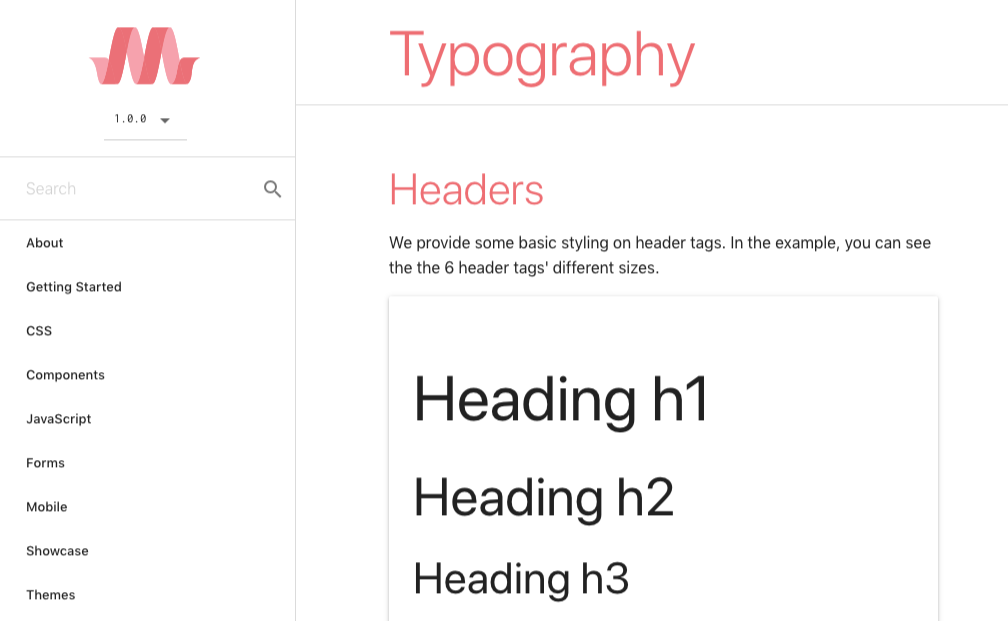 1.0.0
Search
About
Getting Started
CSS
Components
JavaScript
Forms
Mobile
Showcase
Themes
Typography
Headers
We provide some basic styling on header tags. In the example, you can see
the the 6 header tags' different sizes.
Heading h1
Heading h2
Heading h3